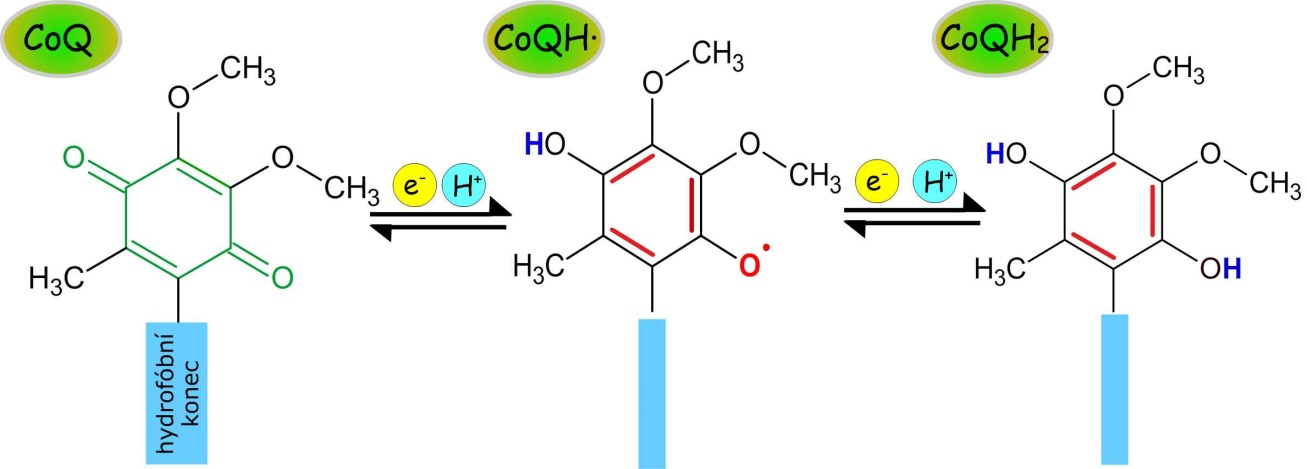 CoQ
CH₃
O
O
O
CH₃
O
H₃C
hydrofóbní
konec
e⁻ H⁺
CoQH·
CH₃
O
HO
O
CH₃
H₃C
O·
e⁻ H⁺
CoQH₂
CH₃
O
HO
O
CH₃
H₃C
OH